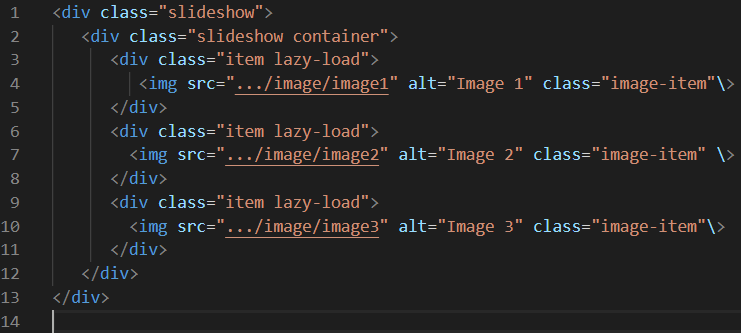 1 <div class="slideshow">
2 <div class="slideshow container">
3 <div class="item lazy-load">
4 <img src=".../image/image1" alt="Image 1" class="image-item"\>
5 </div>
6 <div class="item lazy-load">
7 <img src=".../image/image2" alt="Image 2" class="image-item" \>
8 </div>
9 <div class="item lazy-load">
10 <img src=".../image/image3" alt="Image 3" class="image-item"\>
11 </div>
12 </div>
13 </div>
14